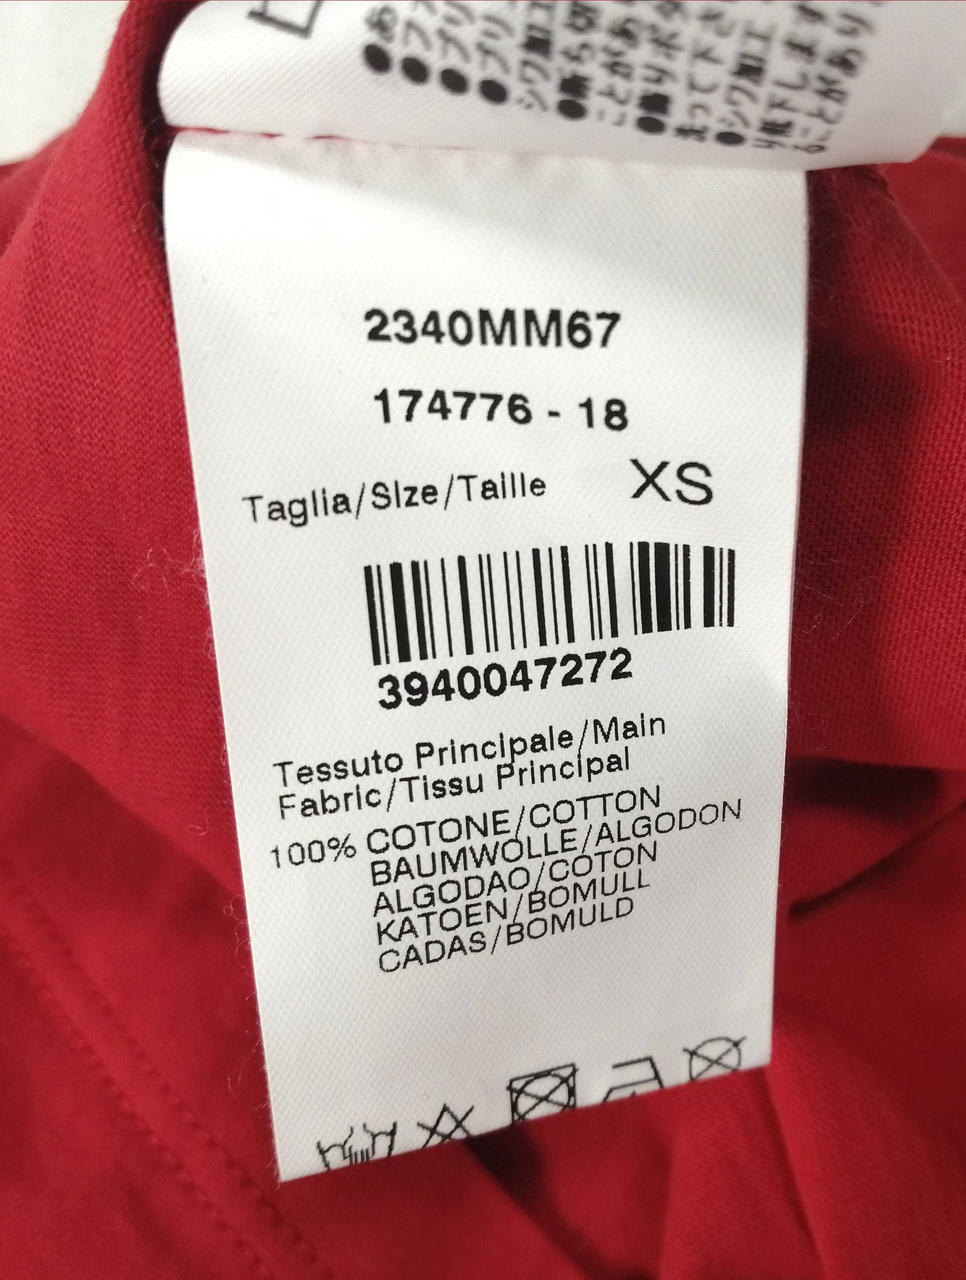 2340MM67
174776 - 18
Taglia/Size/Taille XS
3940047272
Tessuto Principale/Main
Fabric/Tissu Principal
100% COTONE/COTTON
BAUMWOLLE/ALGODON
ALGODAO/COTON
KATOEN/BOMULL
CADAS/BOMULD